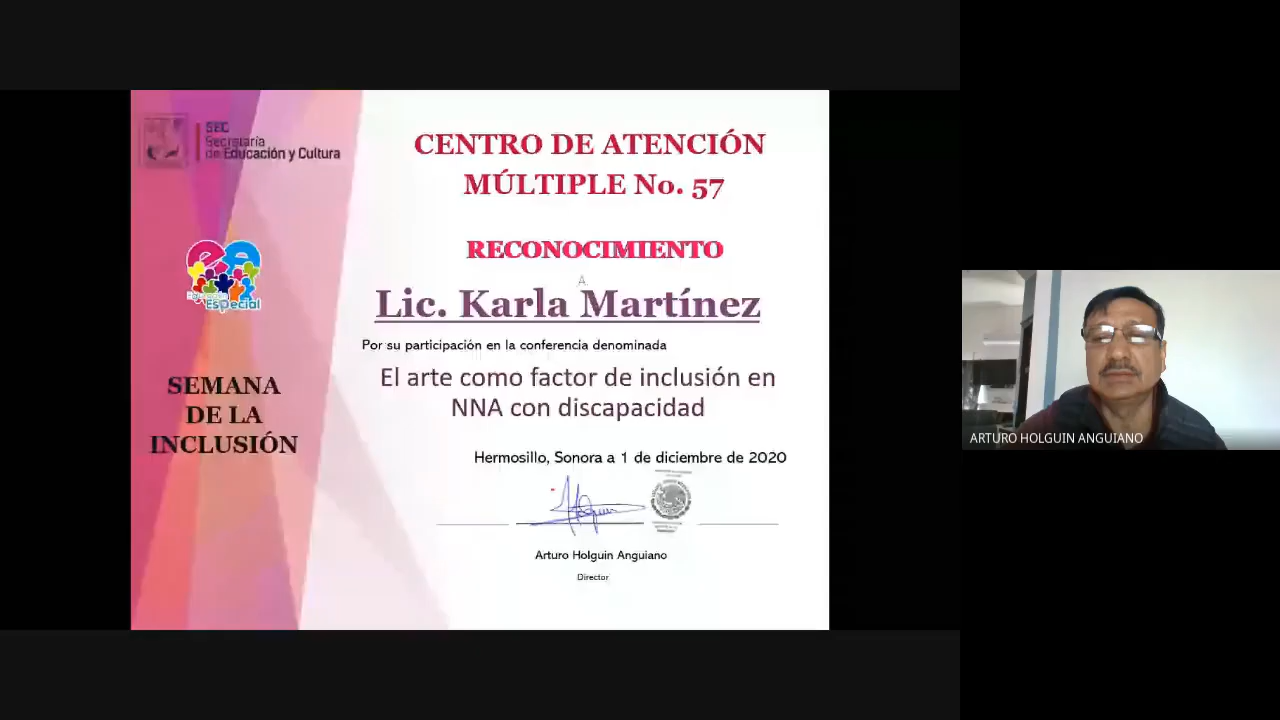 SEC
Secretaría
de Educación y Cultura
CENTRO DE ATENCIÓN
MÚLTIPLE No. 57
RECONOCIMIENTO
A
Lic. Karla Martínez
Por su participación en la conferencia denominada
El arte como factor de inclusión en
NNA con discapacidad
Educación
Especial
SEMANA
DE LA
INCLUSIÓN
Hermosillo, Sonora a 1 de diciembre de 2020
Arturo Holguin Anguiano
Director
ARTURO HOLGUIN ANGUIANO